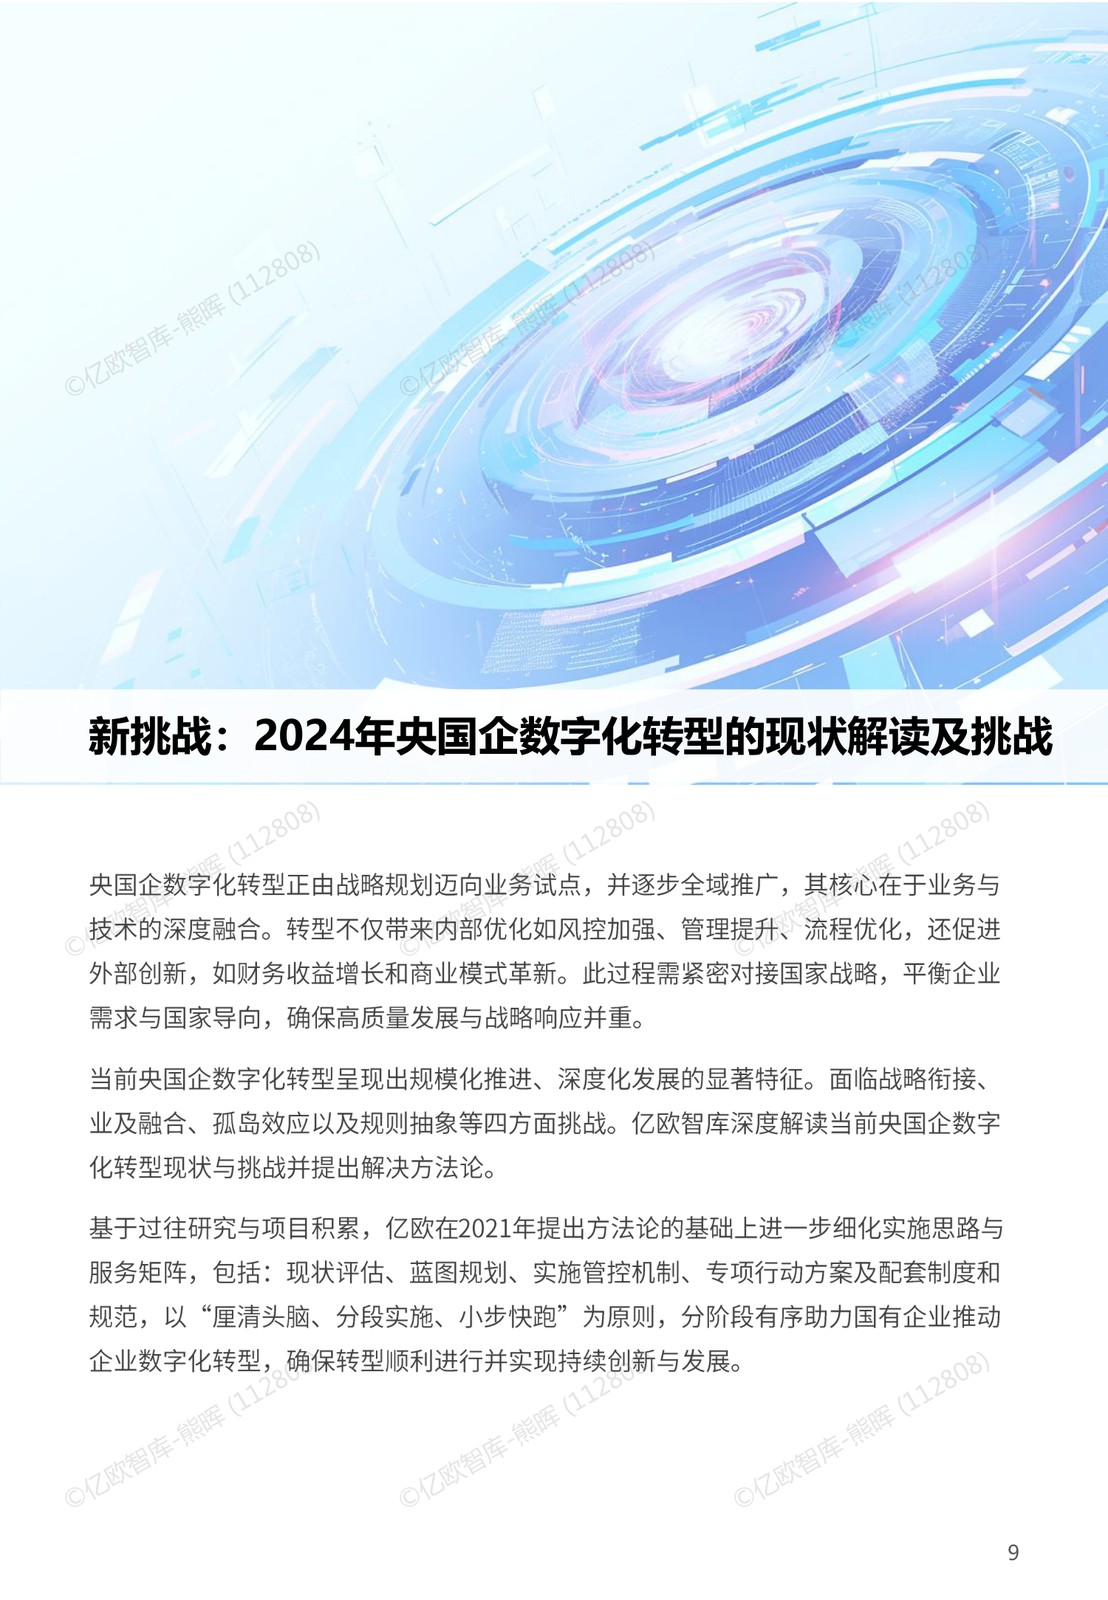 ©亿欧智库-熊晖 (112808)
©亿欧智库-熊晖 (112808)
©亿欧智库-熊晖 (112808)
新挑战：2024年央国企数字化转型的现状解读及挑战
©亿欧智库-熊晖 (112808)
©亿欧智库-熊晖 (112808)
©亿欧智库-熊晖 (112808)
央国企数字化转型正由战略规划迈向业务试点，并逐步全域推广，其核心在于业务与
技术的深度融合。转型不仅带来内部优化如风控加强、管理提升、流程优化，还促进
外部创新，如财务收益增长和商业模式革新。此过程需紧密对接国家战略，平衡企业
需求与国家导向，确保高质量发展与战略响应并重。
当前央国企数字化转型呈现出规模化推进、深度化发展的显著特征。面临战略衔接、
业及融合、孤岛效应以及规则抽象等四方面挑战。亿欧智库深度解读当前央国企数字
化转型现状与挑战并提出解决方法论。
基于过往研究与项目积累，亿欧在2021年提出方法论的基础上进一步细化实施思路与
服务矩阵，包括：现状评估、蓝图规划、实施管控机制、专项行动方案及配套制度和
规范，以“厘清头脑、分段实施、小步快跑”为原则，分阶段有序助力国有企业推动
企业数字化转型，确保转型顺利进行并实现持续创新与发展。
©亿欧智库-熊晖 (112808)
©亿欧智库-熊晖 (112808)
©亿欧智库-熊晖 (112808)
9